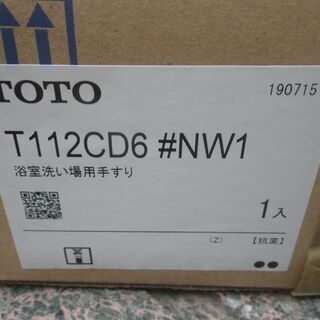 TOTO
190715
T112CD6 #NW1
浴室洗い場用手すり
1入
(Z) 【抗菌】